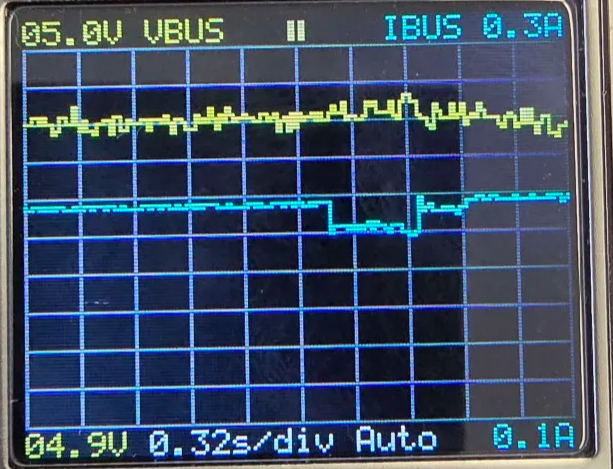 05.0V VBUS IBUS 0.3A
04.9V 0.32s/div Auto 0.1A